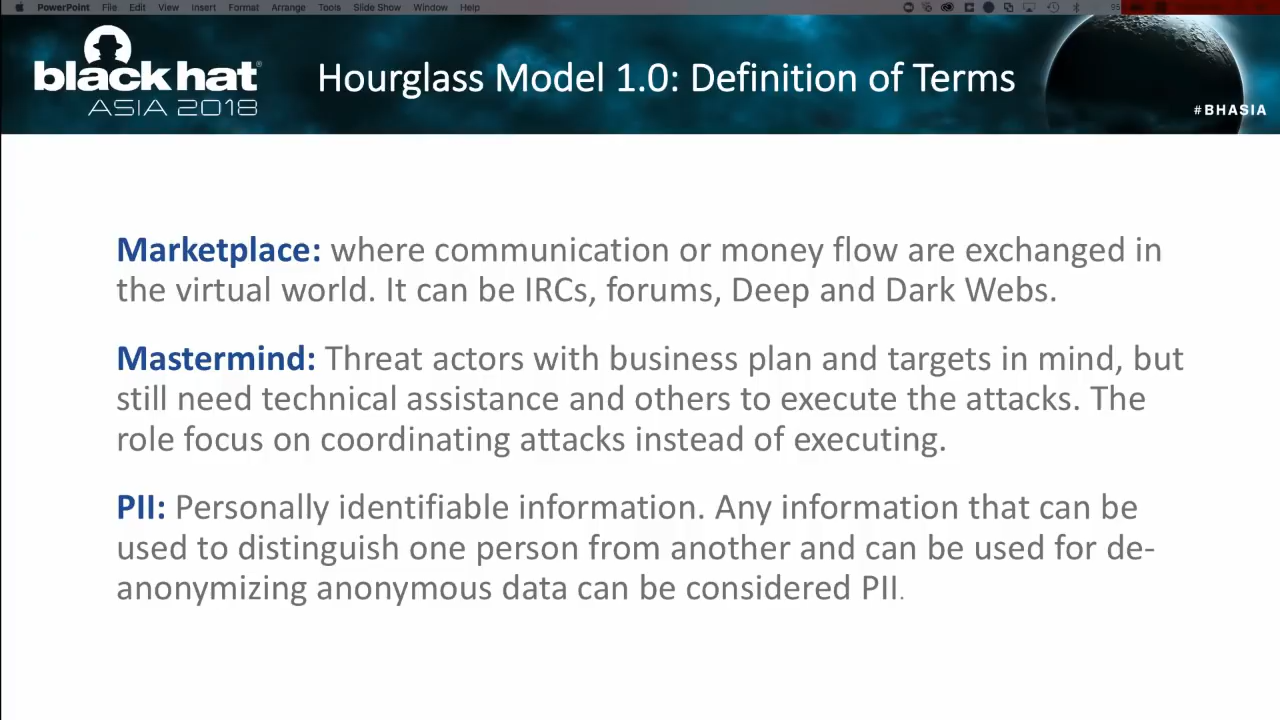 PowerPoint File Edit View Insert Format Arrange Tools Slide Show Window Help
black hat®
ASIA 2018
Hourglass Model 1.0: Definition of Terms
#BHASIA
Marketplace: where communication or money flow are exchanged in
the virtual world. It can be IRCs, forums, Deep and Dark Webs.
Mastermind: Threat actors with business plan and targets in mind, but
still need technical assistance and others to execute the attacks. The
role focus on coordinating attacks instead of executing.
PII: Personally identifiable information. Any information that can be
used to distinguish one person from another and can be used for de-
anonymizing anonymous data can be considered PII.